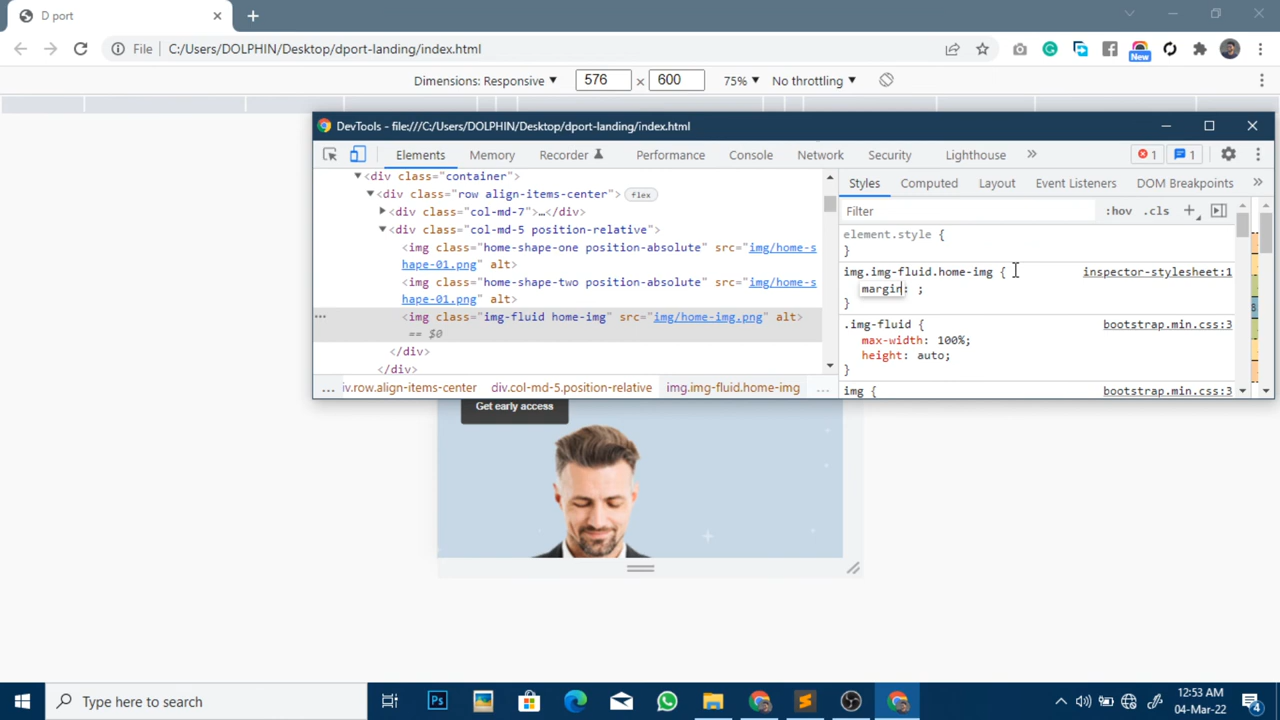 D port
File C:/Users/DOLPHIN/Desktop/dport-landing/index.html
New
Dimensions: Responsive ▼ 576 × 600 75% ▼ No throttling ▼
DevTools - file:///C:/Users/DOLPHIN/Desktop/dport-landing/index.html
Elements Memory Recorder Performance Console Network Security Lighthouse » 1 1
Styles Computed Layout Event Listeners DOM Breakpoints »
Filter :hov .cls
<div class="container">
<div class="row align-items-center"> flex
<div class="col-md-7">…</div>
<div class="col-md-5 position-relative">
<img class="home-shape-one position-absolute" src="img/home-s
hape-01.png" alt>
<img class="home-shape-two position-absolute" src="img/home-s
hape-01.png" alt>
<img class="img-fluid home-img" src="img/home-img.png" alt>
== $0
</div>
</div>
... iv.row.align-items-center div.col-md-5.position-relative img.img-fluid.home-img ...
element.style {
}
img.img-fluid.home-img { inspector-stylesheet:1
margin: ;
}
.img-fluid { bootstrap.min.css:3
max-width: 100%;
height: auto;
}
img { bootstrap.min.css:3
Get early access
Type here to search
12:53 AM
04-Mar-22
4